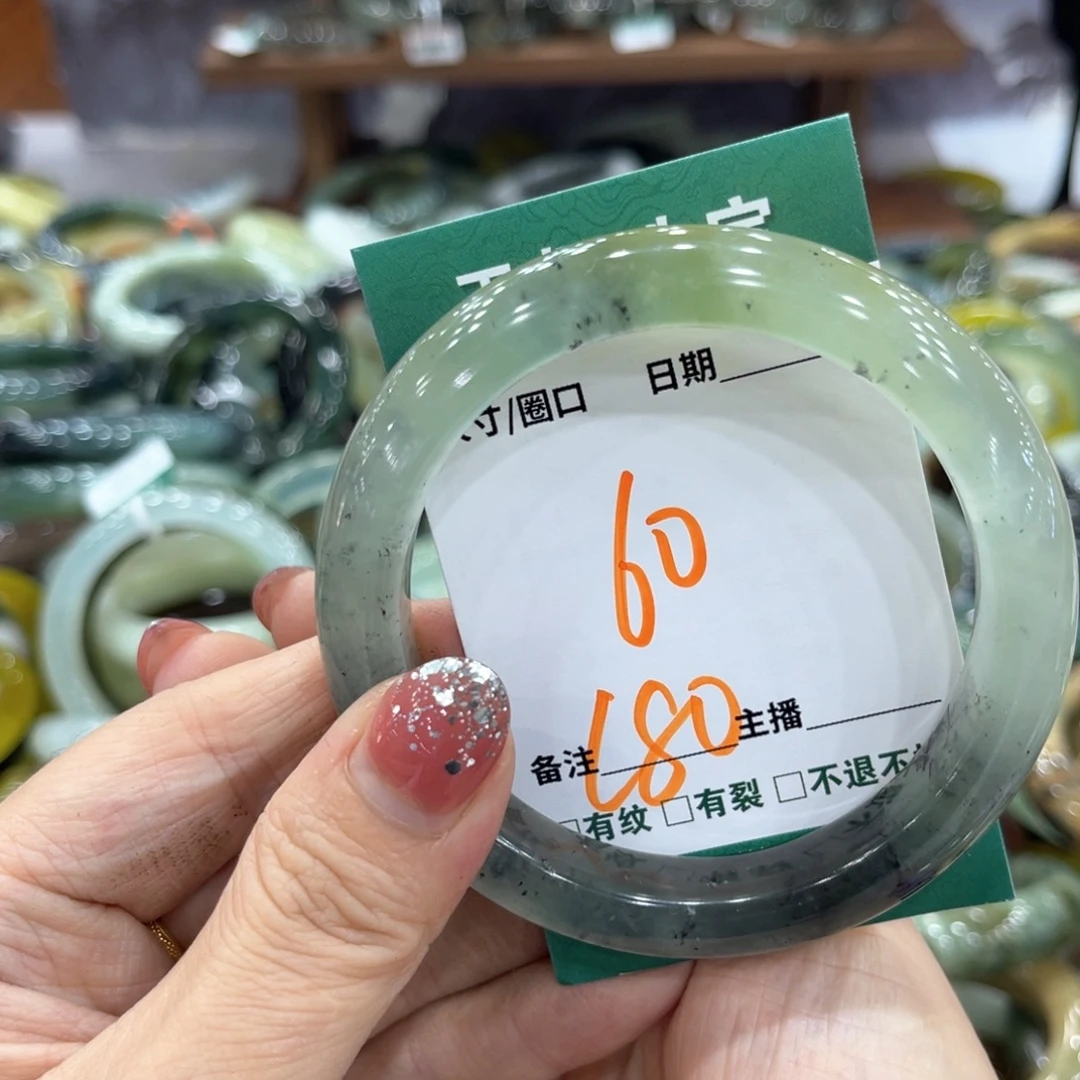 寸/圈口 日期
60
680
备注 主播
□有纹 □有裂 □不退不